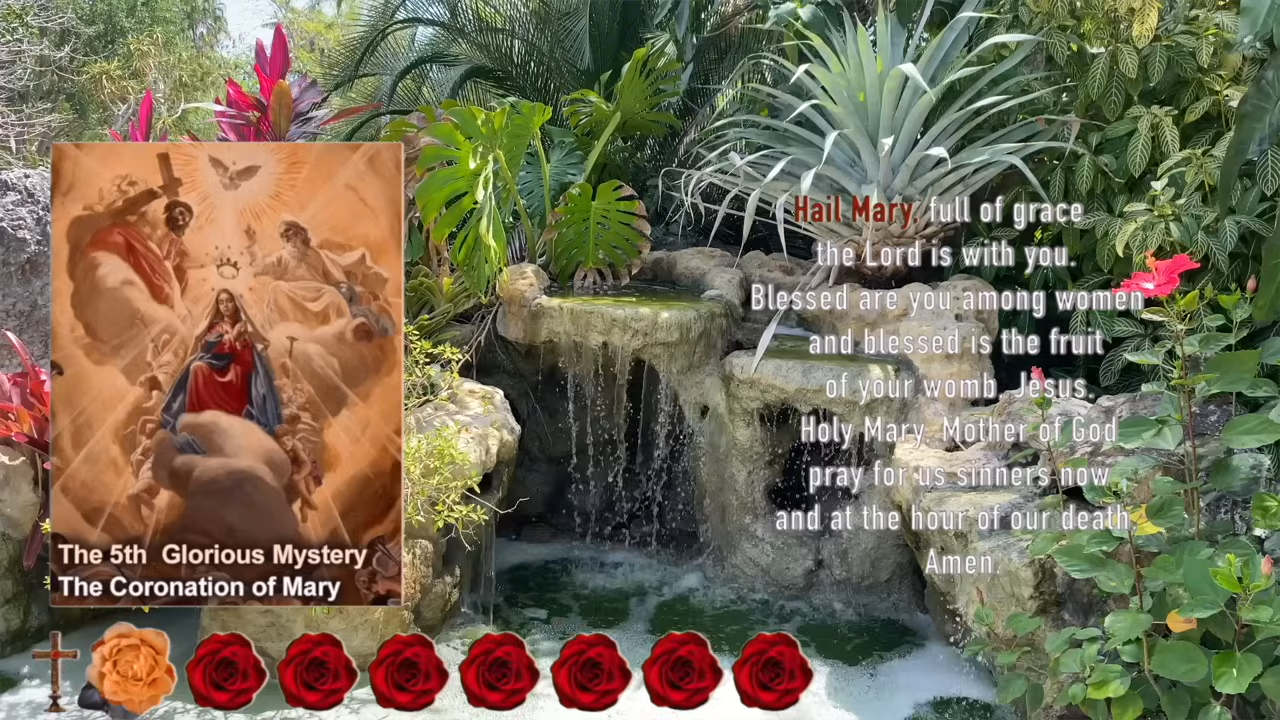 Hail Mary, full of grace
the Lord is with you.
Blessed are you among women
and blessed is the fruit
of your womb, Jesus.
Holy Mary, Mother of God
pray for us sinners now
and at the hour of our death.
Amen.
The 5th Glorious Mystery
The Coronation of Mary